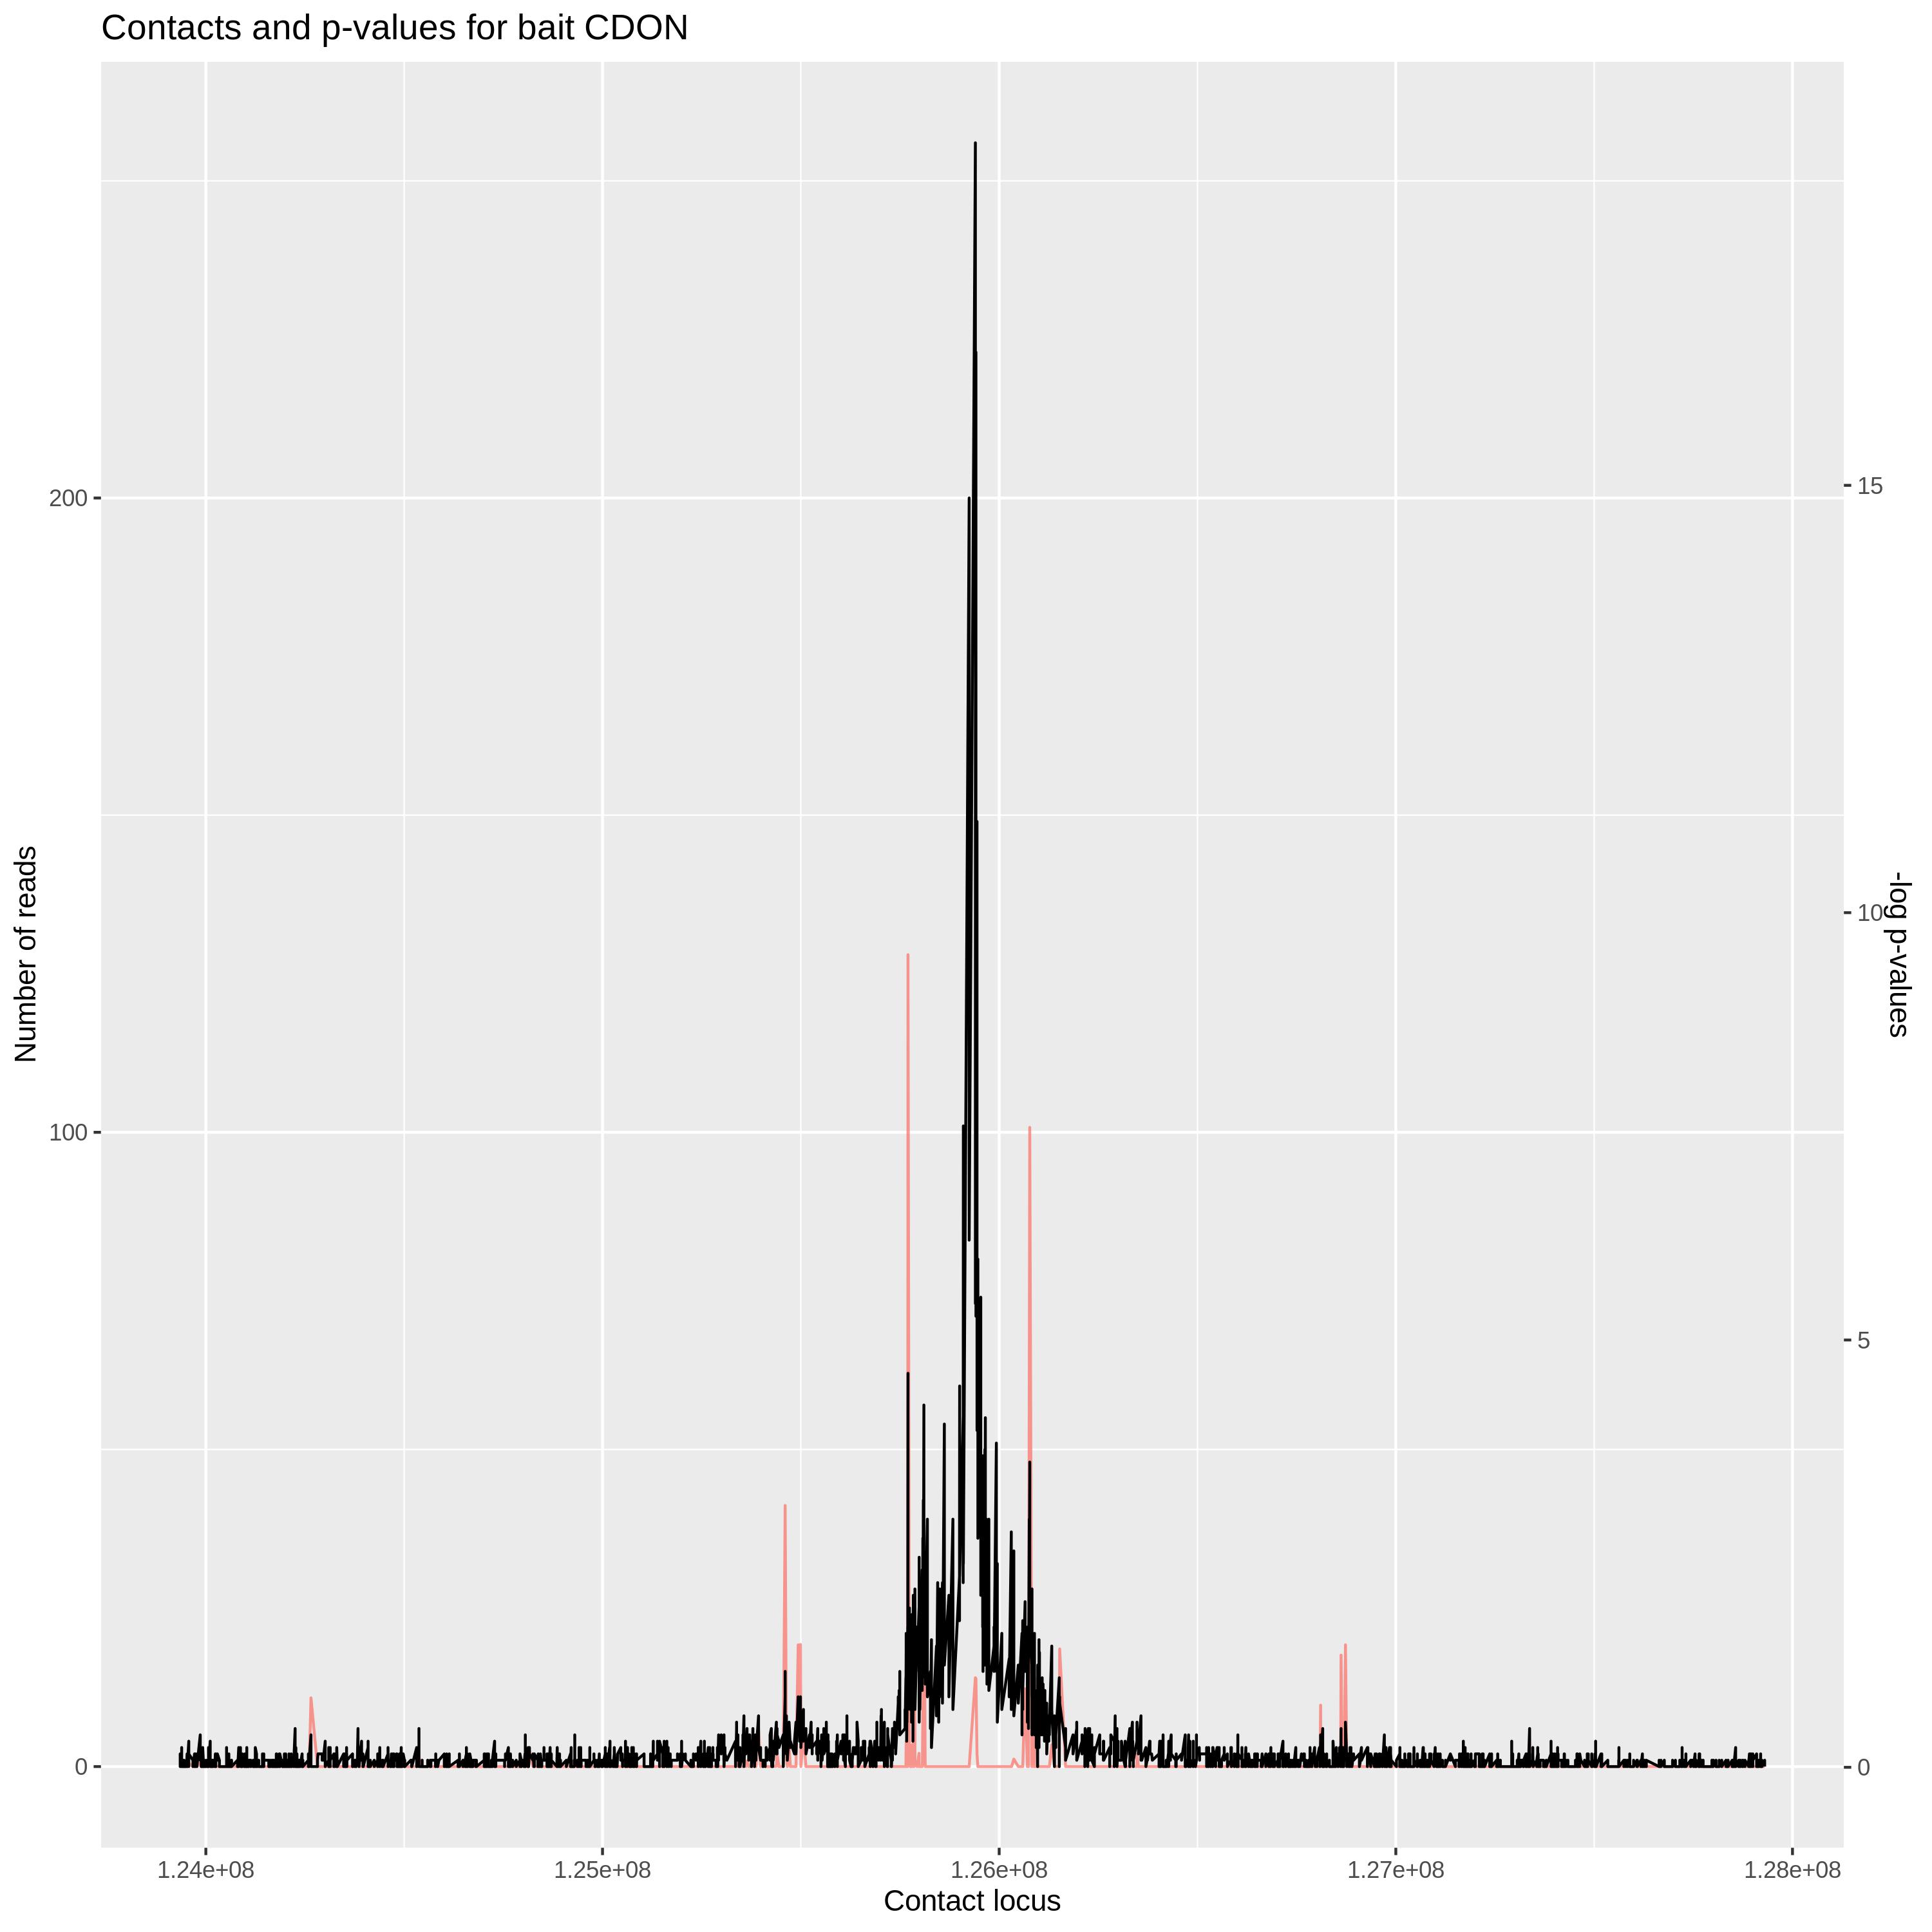 Contacts and p-values for bait CDON
Number of reads
200
100
0
15
10
5
0
-log p-values
1.24e+08
1.25e+08
1.26e+08
1.27e+08
1.28e+08
Contact locus